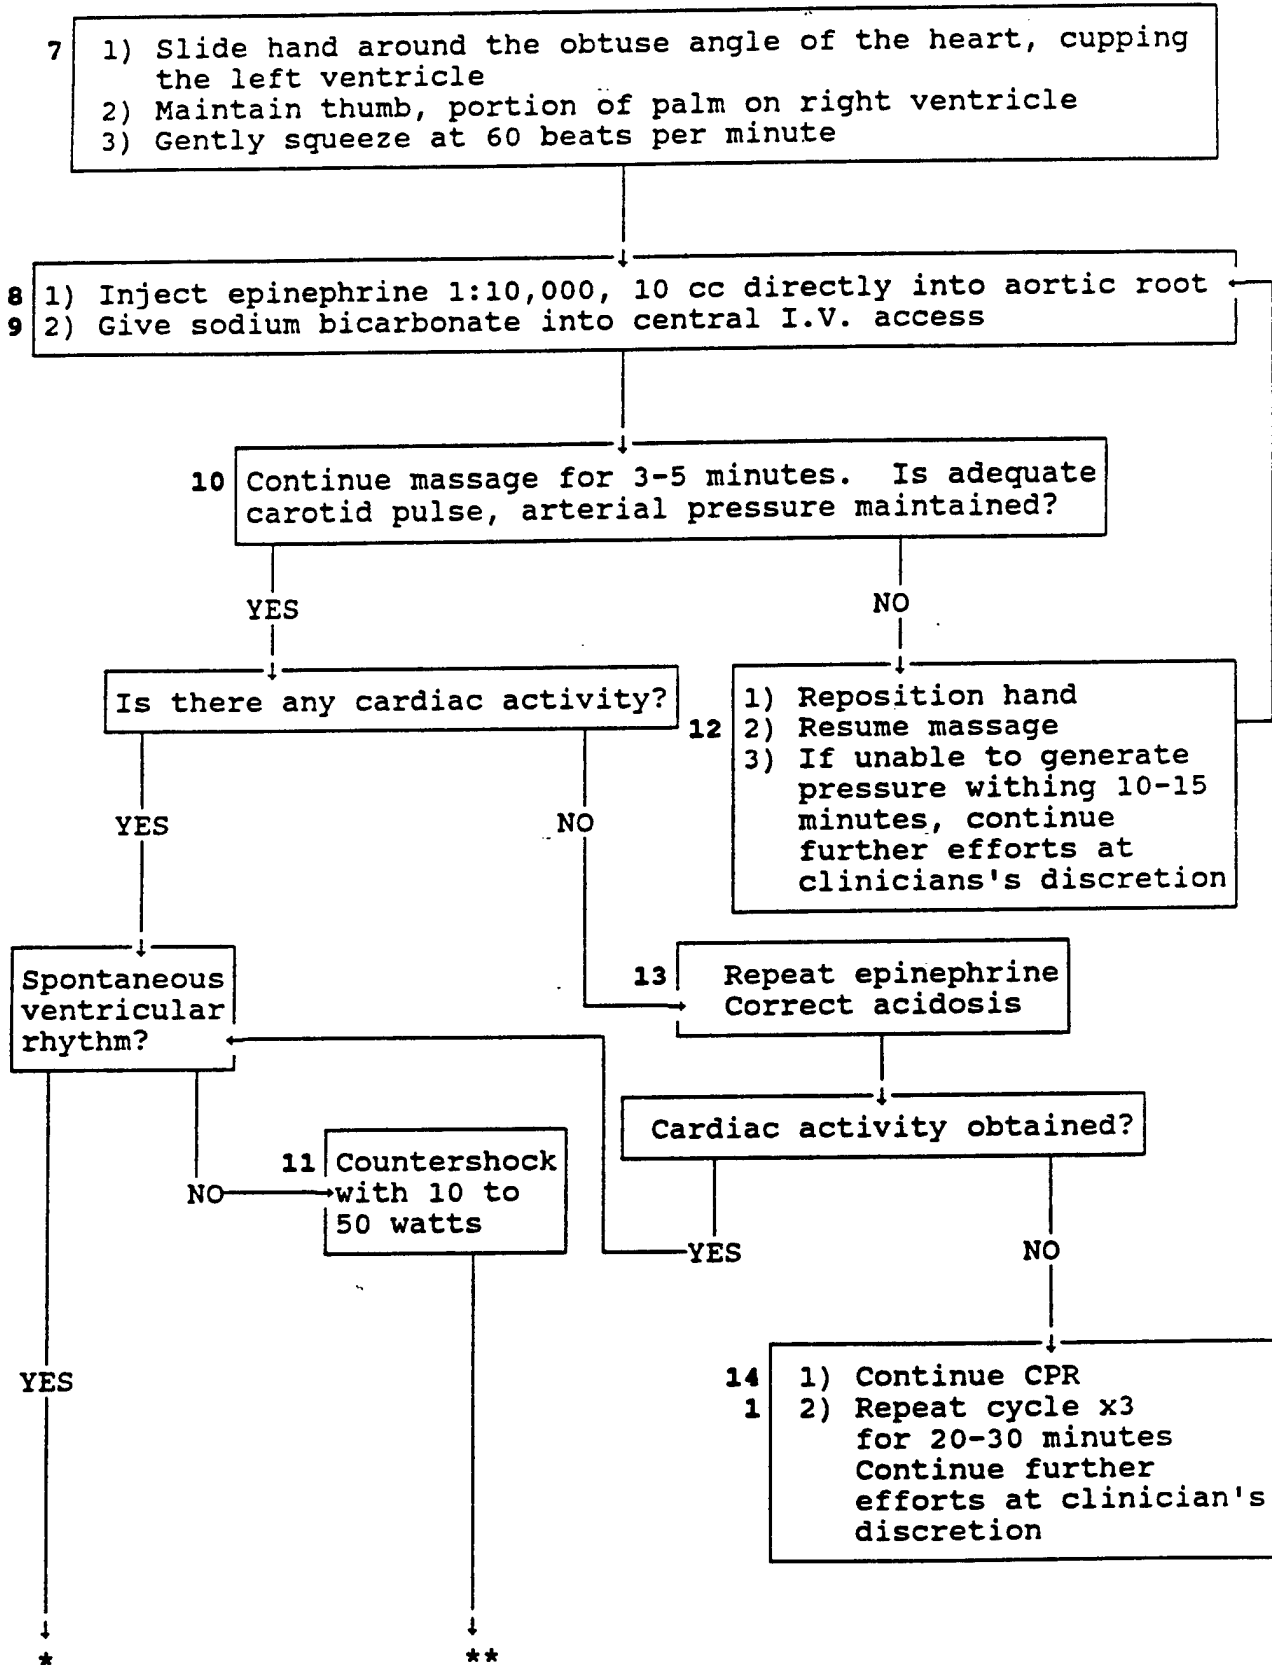 7 1) Slide hand around the obtuse angle of the heart, cupping
the left ventricle
2) Maintain thumb, portion of palm on right ventricle
3) Gently squeeze at 60 beats per minute
8 1) Inject epinephrine 1:10,000, 10 cc directly into aortic root
9 2) Give sodium bicarbonate into central I.V. access
10 Continue massage for 3-5 minutes. Is adequate
carotid pulse, arterial pressure maintained?
YES
NO
Is there any cardiac activity?
1) Reposition hand
12 2) Resume massage
3) If unable to generate
pressure withing 10-15
minutes, continue
further efforts at
clinicians's discretion
YES
NO
Spontaneous
ventricular
rhythm?
13 Repeat epinephrine
Correct acidosis
Cardiac activity obtained?
11 Countershock
with 10 to
50 watts
NO
YES
NO
YES
14 1) Continue CPR
1 2) Repeat cycle x3
for 20-30 minutes
Continue further
efforts at clinician's
discretion
*
**